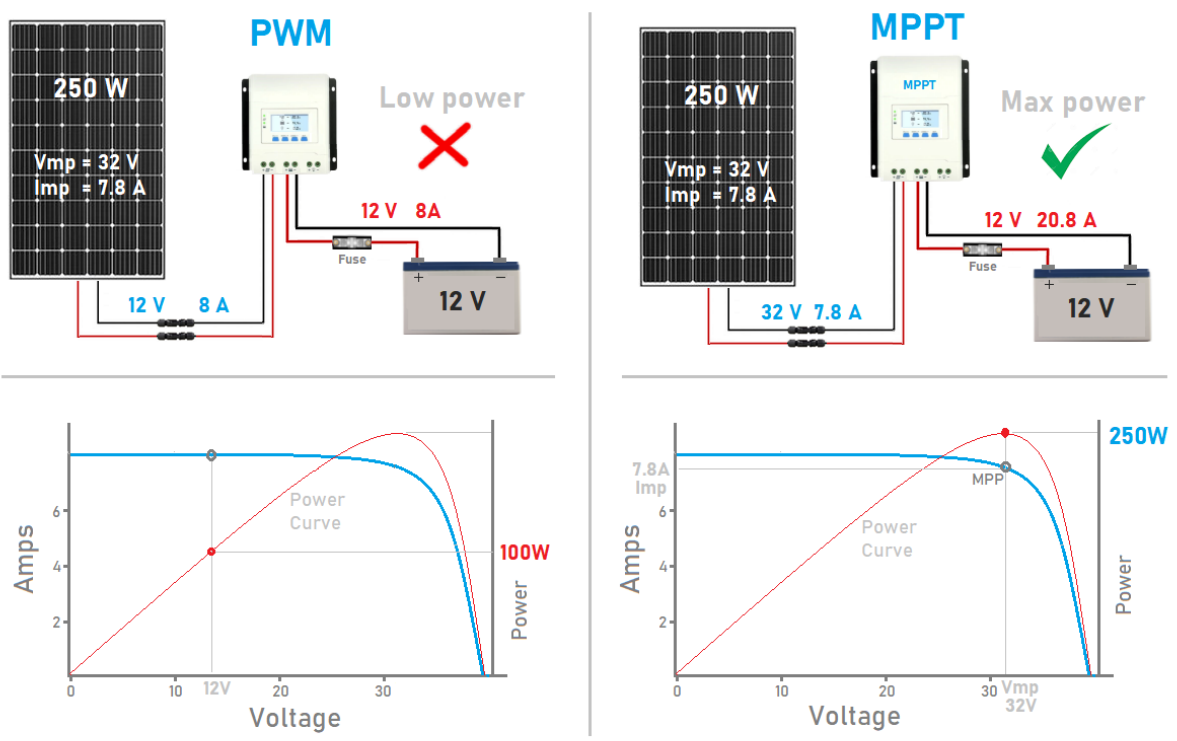 PWM
250 W
Low power
Vmp = 32 V
Imp = 7.8 A
12 V 8A
Fuse
+ −
12 V
12 V 8 A
MPPT
MPPT
250 W
Max power
Vmp = 32 V
Imp = 7.8 A
12 V 20.8 A
Fuse
+ −
12 V
32 V 7.8 A
Amps
6
4
2
Power
Curve
100W
Power
0
10
12V
20
30
Voltage
250W
7.8A
Imp
MPP
Amps
6
4
2
Power
Curve
Power
0
10
20
30
Vmp
32V
Voltage